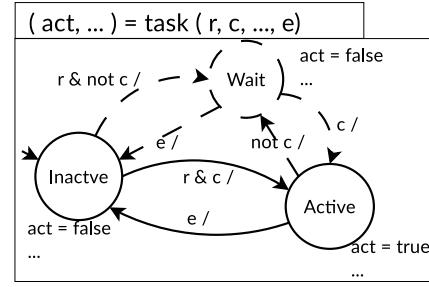 ( act, ... ) = task ( r, c, ..., e)
act = false
...
Wait
r & not c /
c /
e /
not c /
Inactve
r & c /
Active
e /
act = false
...
act = true
...